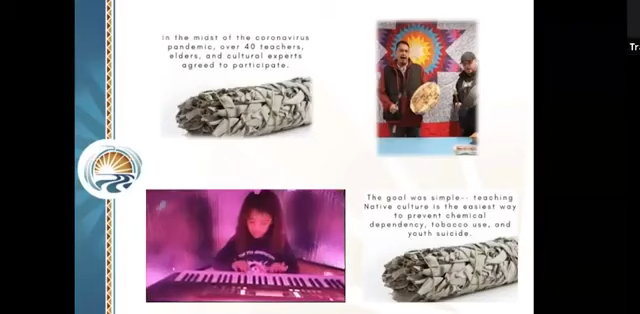 In the midst of the coronavirus
pandemic, over 40 teachers,
elders, and cultural experts
agreed to participate.
The goal was simple-- teaching
Native culture is the easiest way
to prevent chemical
dependency, tobacco use, and
youth suicide.
Tr